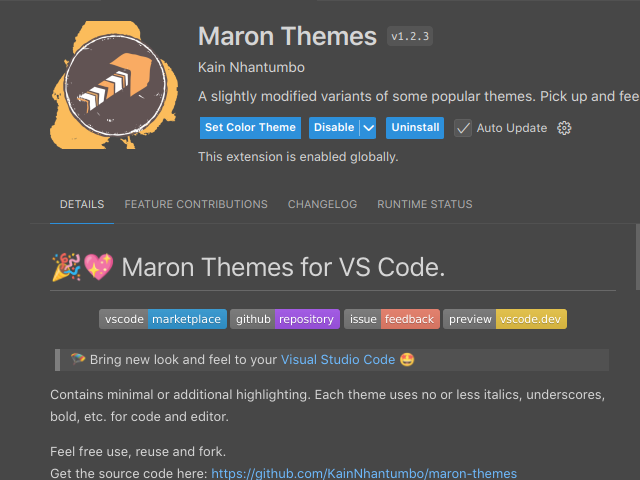 Maron Themes v1.2.3
Kain Nhantumbo
A slightly modified variants of some popular themes. Pick up and fee
Set Color Theme Disable Uninstall Auto Update
This extension is enabled globally.
DETAILS FEATURE CONTRIBUTIONS CHANGELOG RUNTIME STATUS
🎉💖 Maron Themes for VS Code.
vscode marketplace github repository issue feedback preview vscode.dev
🪤 Bring new look and feel to your Visual Studio Code 🤩
Contains minimal or additional highlighting. Each theme uses no or less italics, underscores,
bold, etc. for code and editor.
Feel free use, reuse and fork.
Get the source code here: https://github.com/KainNhantumbo/maron-themes